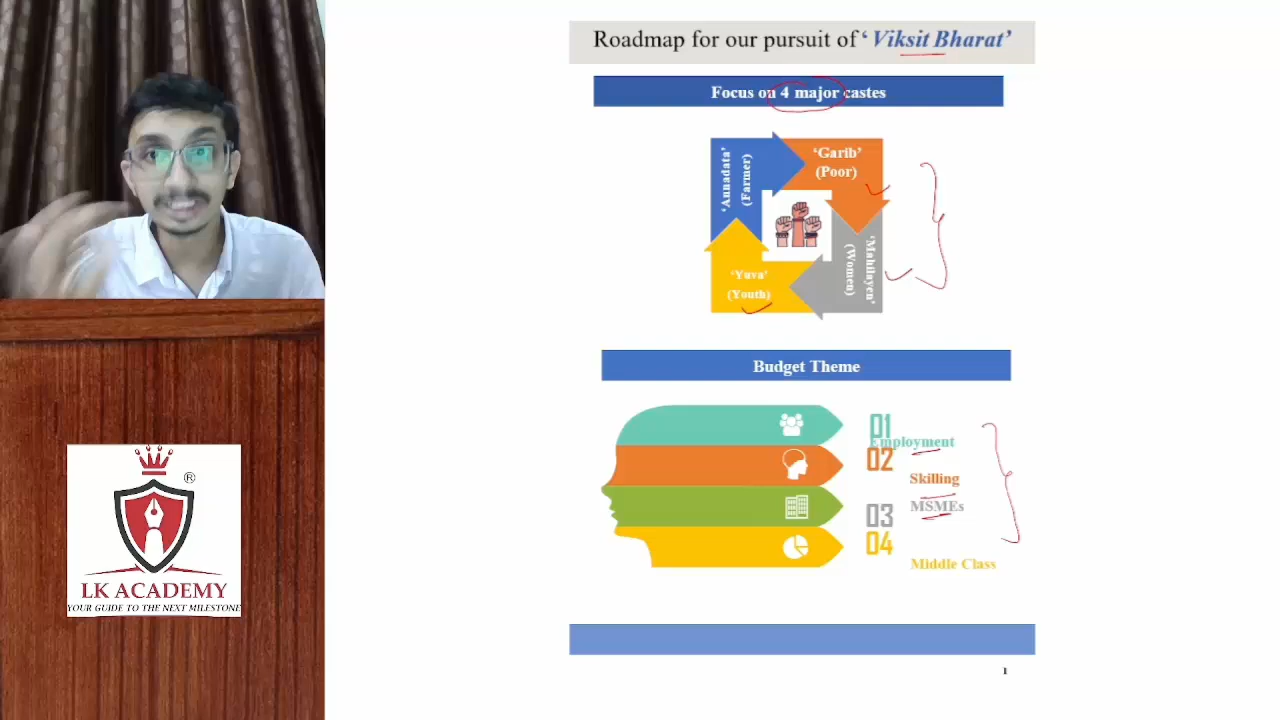 Roadmap for our pursuit of ‘ Viksit Bharat’
Focus on 4 major castes
‘Annadata’
(Farmer)
‘Garib’
(Poor)
‘Mahilayen’
(Women)
‘Yuva’
(Youth)
Budget Theme
01
Employment
02
Skilling
MSMEs
03
04
Middle Class
1
®
LK ACADEMY
YOUR GUIDE TO THE NEXT MILESTONE